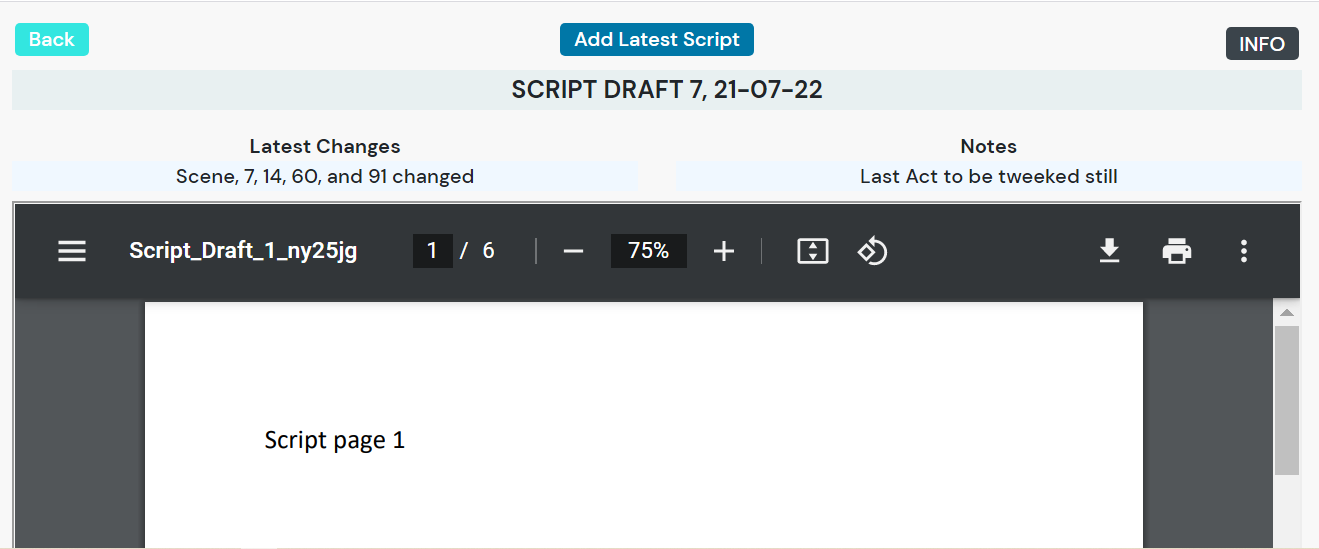 Back
Add Latest Script
INFO
SCRIPT DRAFT 7, 21-07-22
Latest Changes
Scene, 7, 14, 60, and 91 changed
Notes
Last Act to be tweeked still
Script_Draft_1_ny25jg
1 / 6
75%
Script page 1